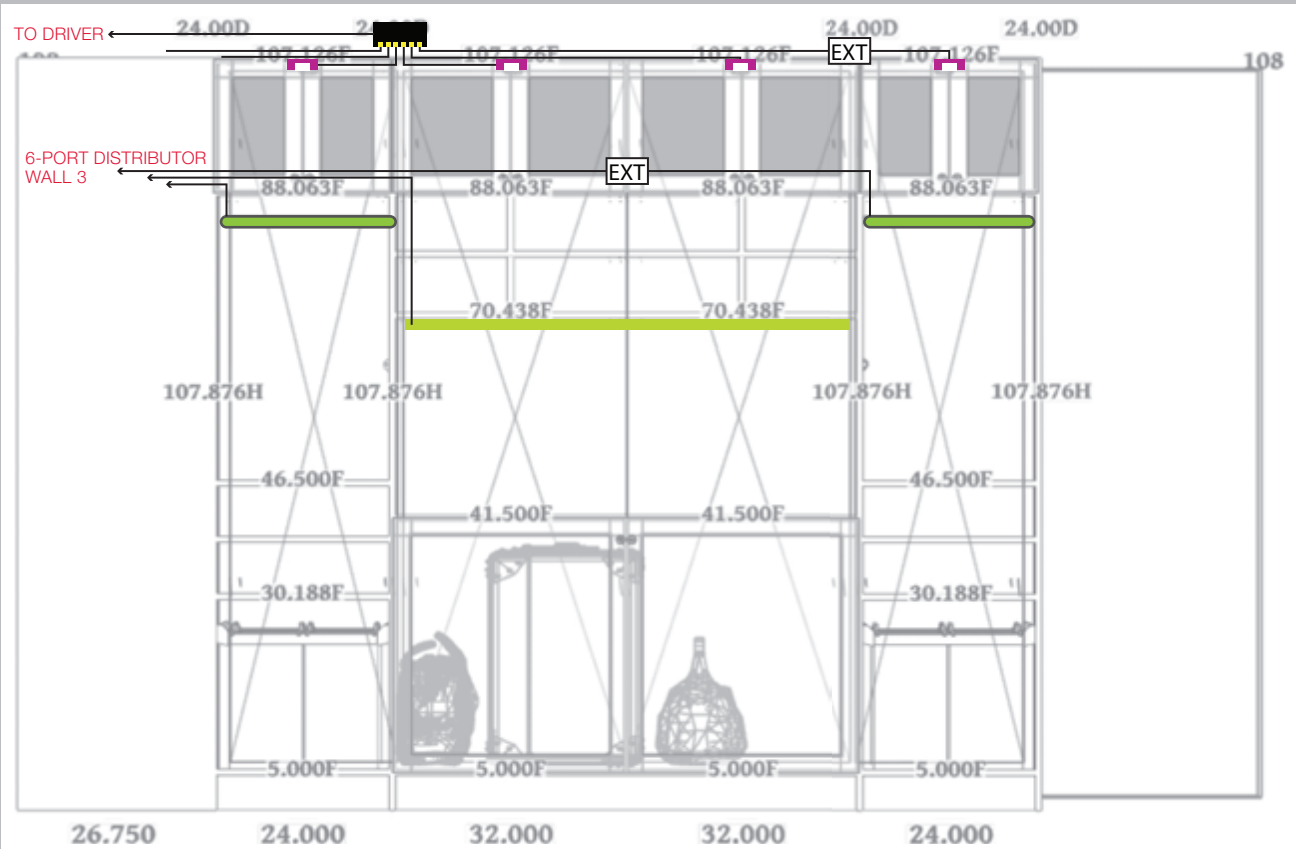 24.00D 24.00D 24.00D 24.00D
TO DRIVER
107.126F 107.126F EXT 107.126F 107.126F
108 108
6-PORT DISTRIBUTOR
WALL 3
EXT
88.063F 88.063F 88.063F 88.063F
70.438F 70.438F
107.876H 107.876H 107.876H 107.876H
46.500F 46.500F
41.500F 41.500F
30.188F 30.188F
5.000F 5.000F 5.000F 5.000F
26.750 24.000 32.000 32.000 24.000